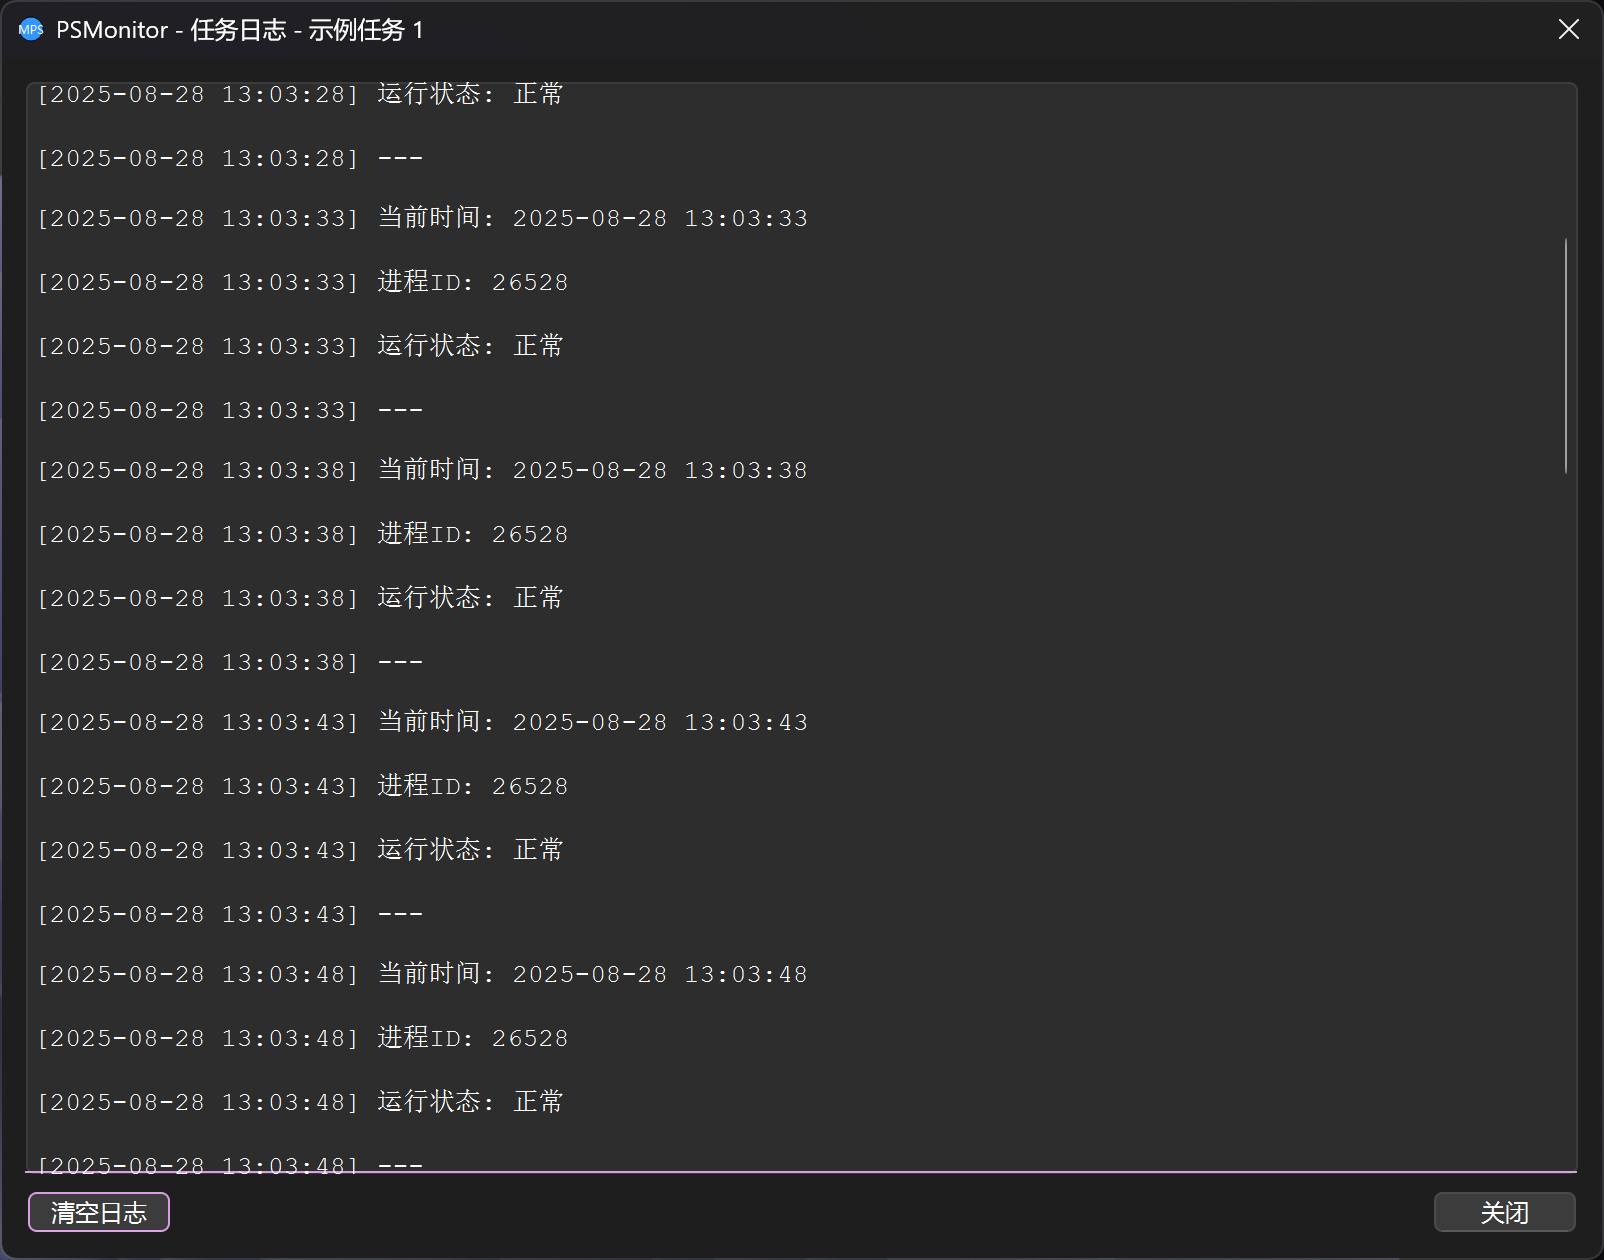 MPS PSMonitor - 任务日志 - 示例任务 1
[2025-08-28 13:03:28] 运行状态: 正常
[2025-08-28 13:03:28] ---
[2025-08-28 13:03:33] 当前时间: 2025-08-28 13:03:33
[2025-08-28 13:03:33] 进程ID: 26528
[2025-08-28 13:03:33] 运行状态: 正常
[2025-08-28 13:03:33] ---
[2025-08-28 13:03:38] 当前时间: 2025-08-28 13:03:38
[2025-08-28 13:03:38] 进程ID: 26528
[2025-08-28 13:03:38] 运行状态: 正常
[2025-08-28 13:03:38] ---
[2025-08-28 13:03:43] 当前时间: 2025-08-28 13:03:43
[2025-08-28 13:03:43] 进程ID: 26528
[2025-08-28 13:03:43] 运行状态: 正常
[2025-08-28 13:03:43] ---
[2025-08-28 13:03:48] 当前时间: 2025-08-28 13:03:48
[2025-08-28 13:03:48] 进程ID: 26528
[2025-08-28 13:03:48] 运行状态: 正常
[2025-08-28 13:03:48] ---
清空日志
关闭